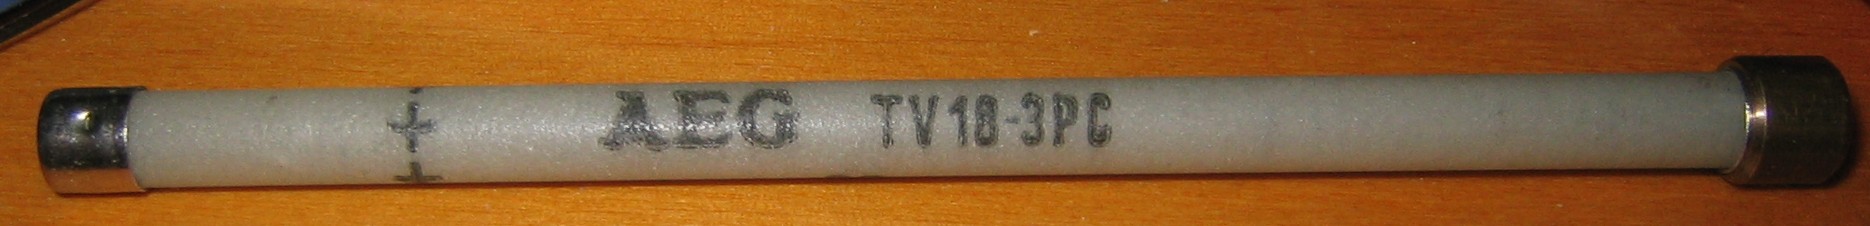 + AEG TV18-3PC